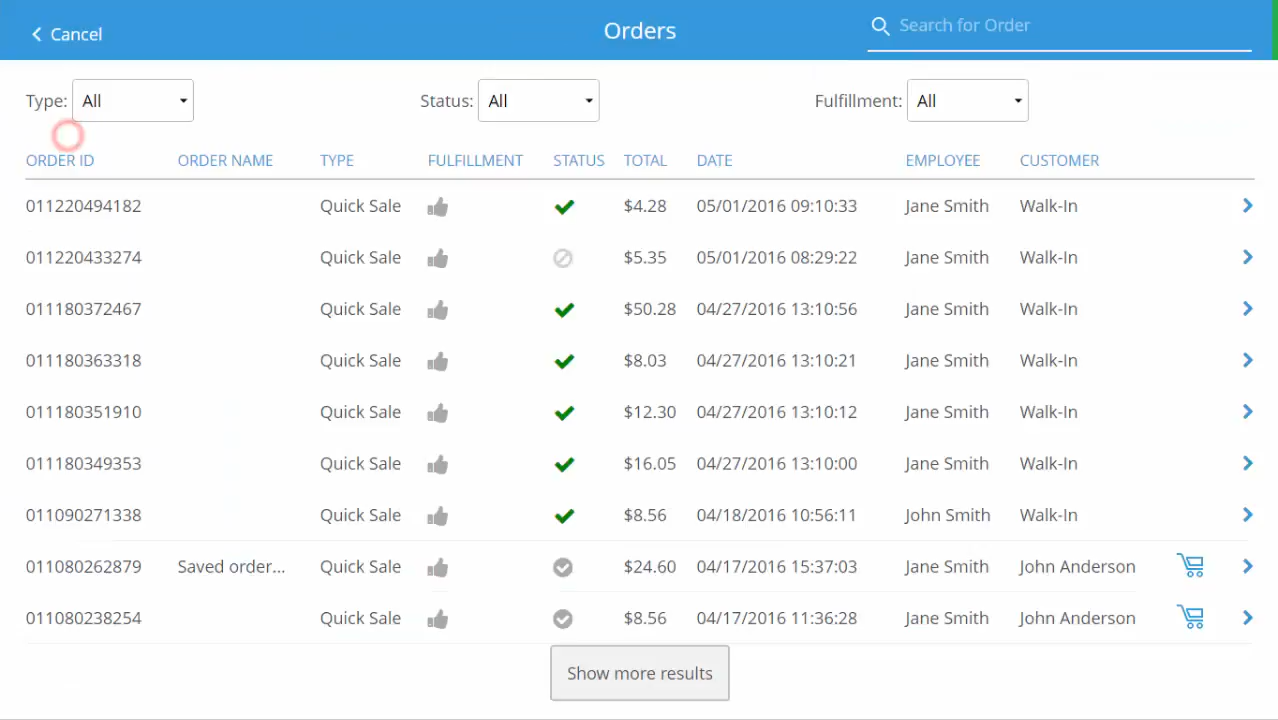 Cancel Orders Search for Order
Type: All Status: All Fulfillment: All
ORDER ID ORDER NAME TYPE FULFILLMENT STATUS TOTAL DATE EMPLOYEE CUSTOMER
011220494182 Quick Sale $4.28 05/01/2016 09:10:33 Jane Smith Walk-In
011220433274 Quick Sale $5.35 05/01/2016 08:29:22 Jane Smith Walk-In
011180372467 Quick Sale $50.28 04/27/2016 13:10:56 Jane Smith Walk-In
011180363318 Quick Sale $8.03 04/27/2016 13:10:21 Jane Smith Walk-In
011180351910 Quick Sale $12.30 04/27/2016 13:10:12 Jane Smith Walk-In
011180349353 Quick Sale $16.05 04/27/2016 13:10:00 Jane Smith Walk-In
011090271338 Quick Sale $8.56 04/18/2016 10:56:11 John Smith Walk-In
011080262879 Saved order... Quick Sale $24.60 04/17/2016 15:37:03 Jane Smith John Anderson
011080238254 Quick Sale $8.56 04/17/2016 11:36:28 Jane Smith John Anderson
Show more results